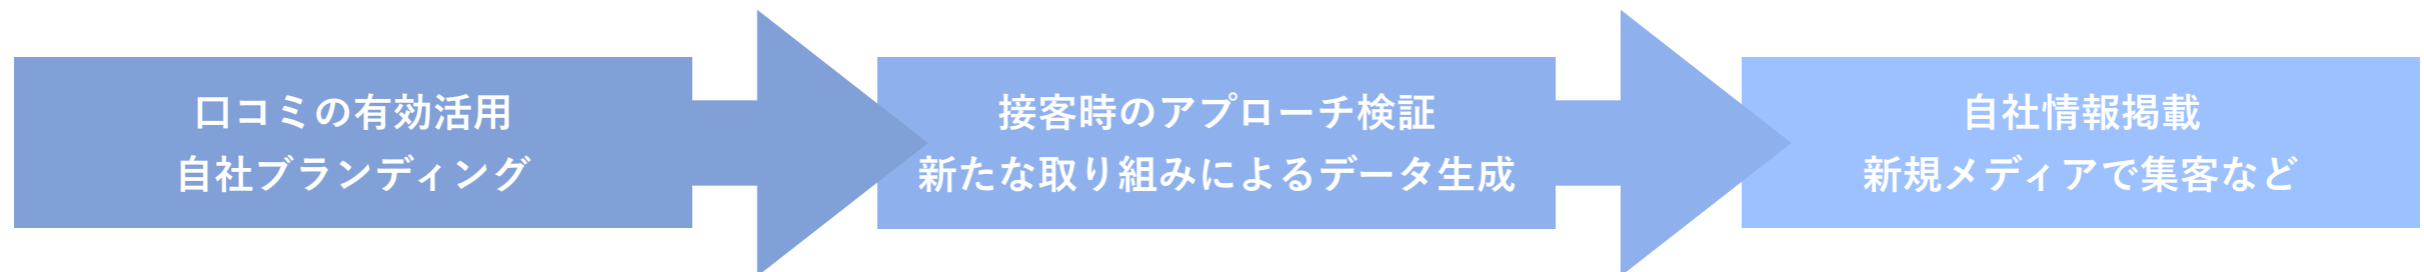 口コミの有効活用
自社ブランディング
接客時のアプローチ検証
新たな取り組みによるデータ生成
自社情報掲載
新規メディアで集客など